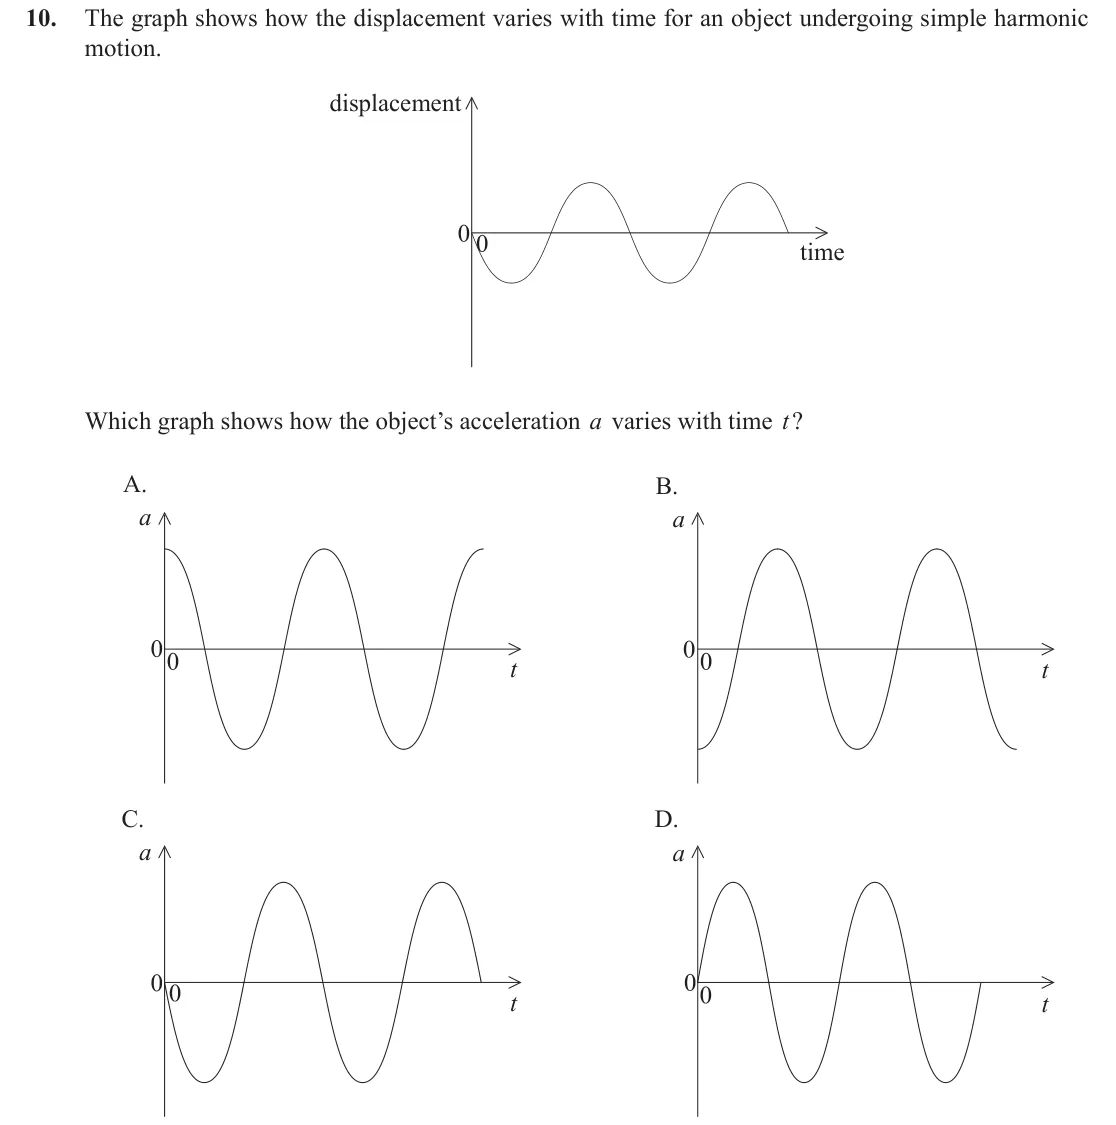 10. The graph shows how the displacement varies with time for an object undergoing simple harmonic
motion.
displacement
0
0
time
Which graph shows how the object’s acceleration a varies with time t?
A.
a
0
0
t
B.
a
0
0
t
C.
a
0
0
t
D.
a
0
0
t